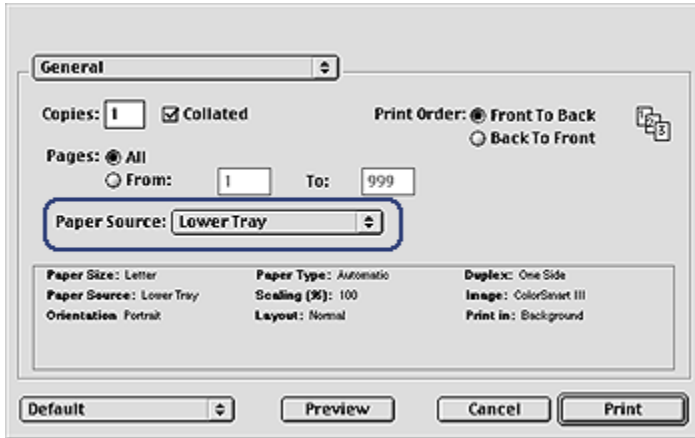 General
Copies: 1 Collated Print Order: Front To Back
Back To Front
Pages: All
From: 1 To: 999
Paper Source: Lower Tray
Paper Size: Letter Paper Type: Automatic Duplex: One Side
Paper Source: Lower Tray Scaling (%): 100 Image: ColorSmart III
Orientation Portrait Layout: Normal Print in: Background
Default Preview Cancel Print